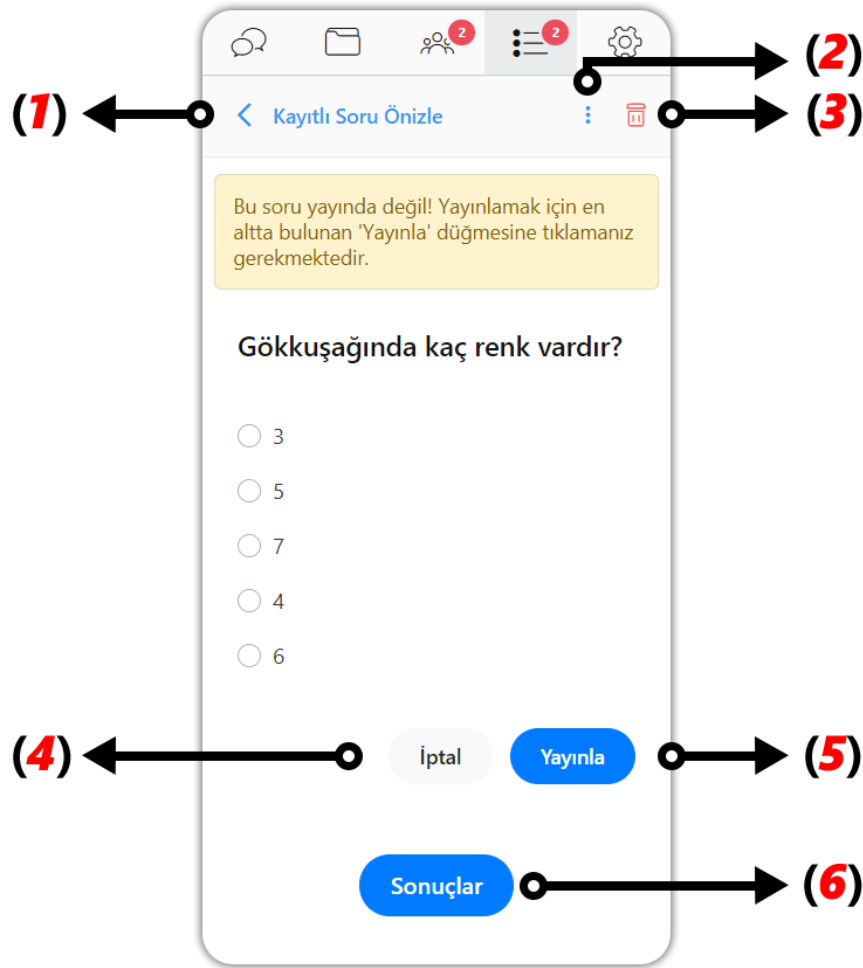 2
2
(2)
(1)
Kayıtlı Soru Önizle
(3)
Bu soru yayında değil! Yayınlamak için en
altta bulunan 'Yayınla' düğmesine tıklamanız
gerekmektedir.
Gökkuşağında kaç renk vardır?
3
5
7
4
6
(4)
İptal
Yayınla
(5)
Sonuçlar
(6)